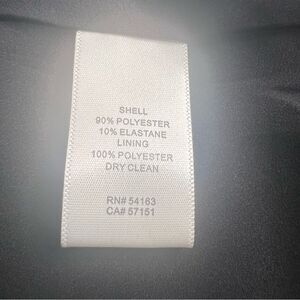 SHELL
90% POLYESTER
10% ELASTANE
LINING
100% POLYESTER
DRY CLEAN
RN# 54163
CA# 57151